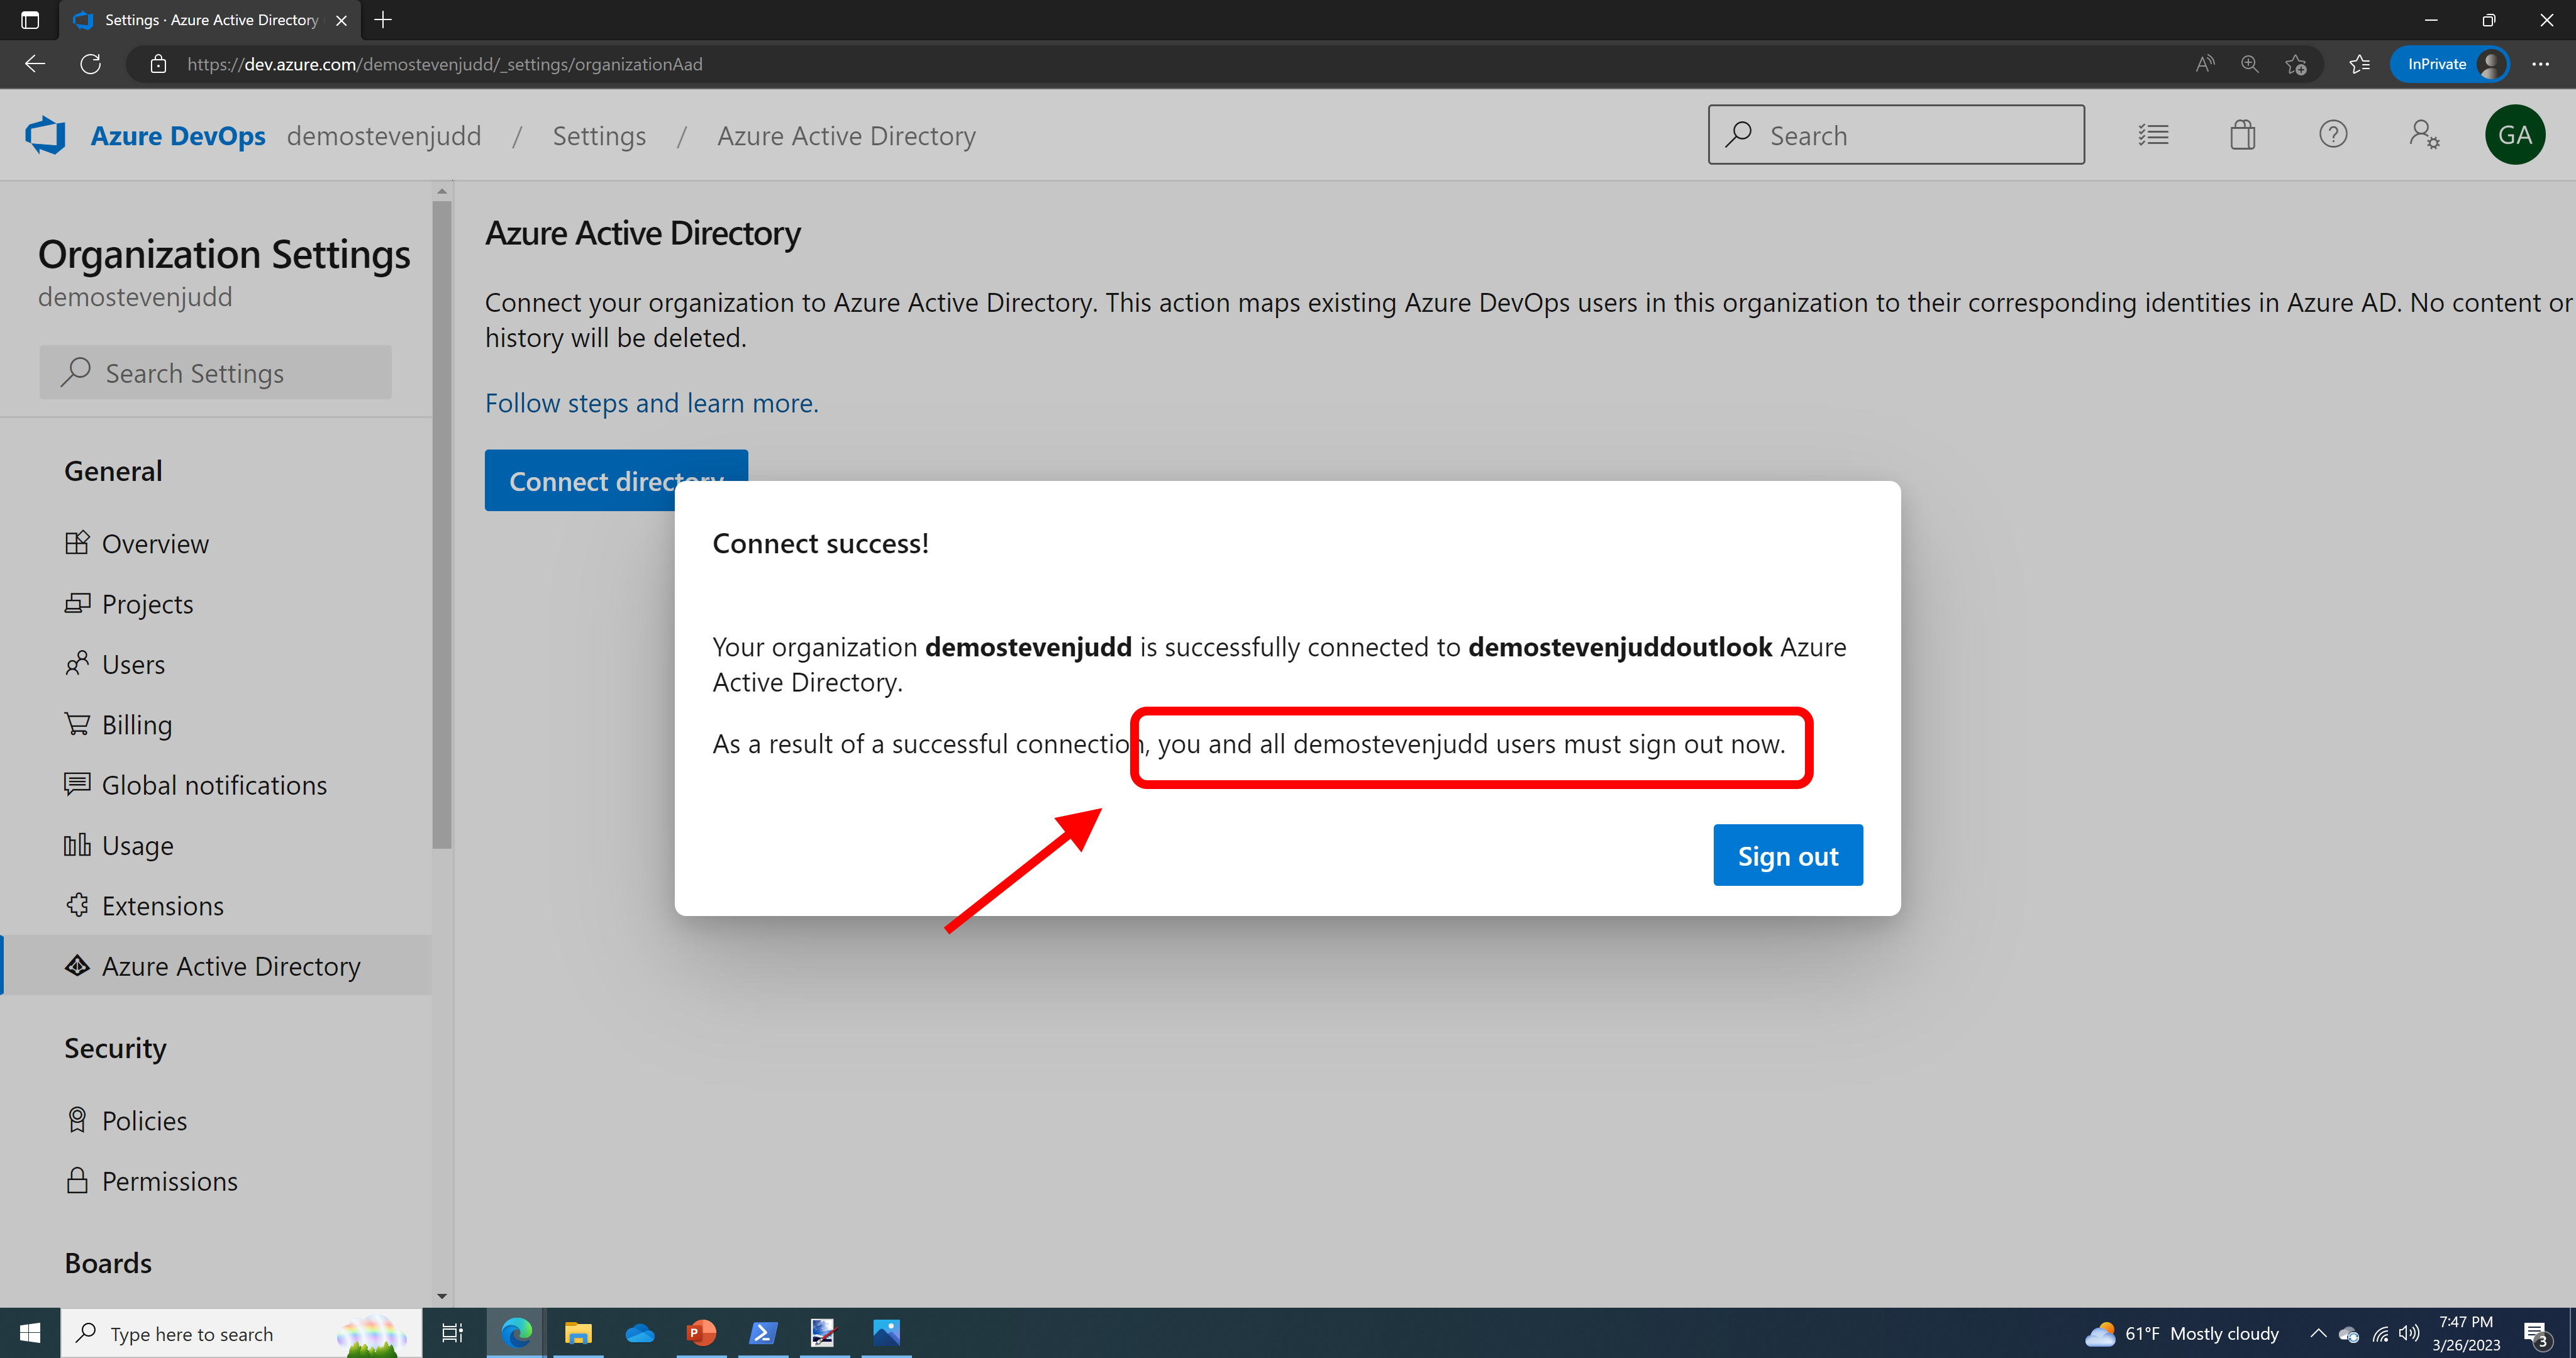 Settings · Azure Active Directory
https://dev.azure.com/demostevenjudd/_settings/organizationAad
InPrivate
Azure DevOps demostevenjudd / Settings / Azure Active Directory
Search
GA
Organization Settings
demostevenjudd
Search Settings
General
Overview
Projects
Users
Billing
Global notifications
Usage
Extensions
Azure Active Directory
Security
Policies
Permissions
Boards
Azure Active Directory
Connect your organization to Azure Active Directory. This action maps existing Azure DevOps users in this organization to their corresponding identities in Azure AD. No content or
history will be deleted.
Follow steps and learn more.
Connect directory
Connect success!
Your organization demostevenjudd is successfully connected to demostevenjuddoutlook Azure
Active Directory.
As a result of a successful connection, you and all demostevenjudd users must sign out now.
Sign out
Type here to search
61°F Mostly cloudy
7:47 PM
3/26/2023
3